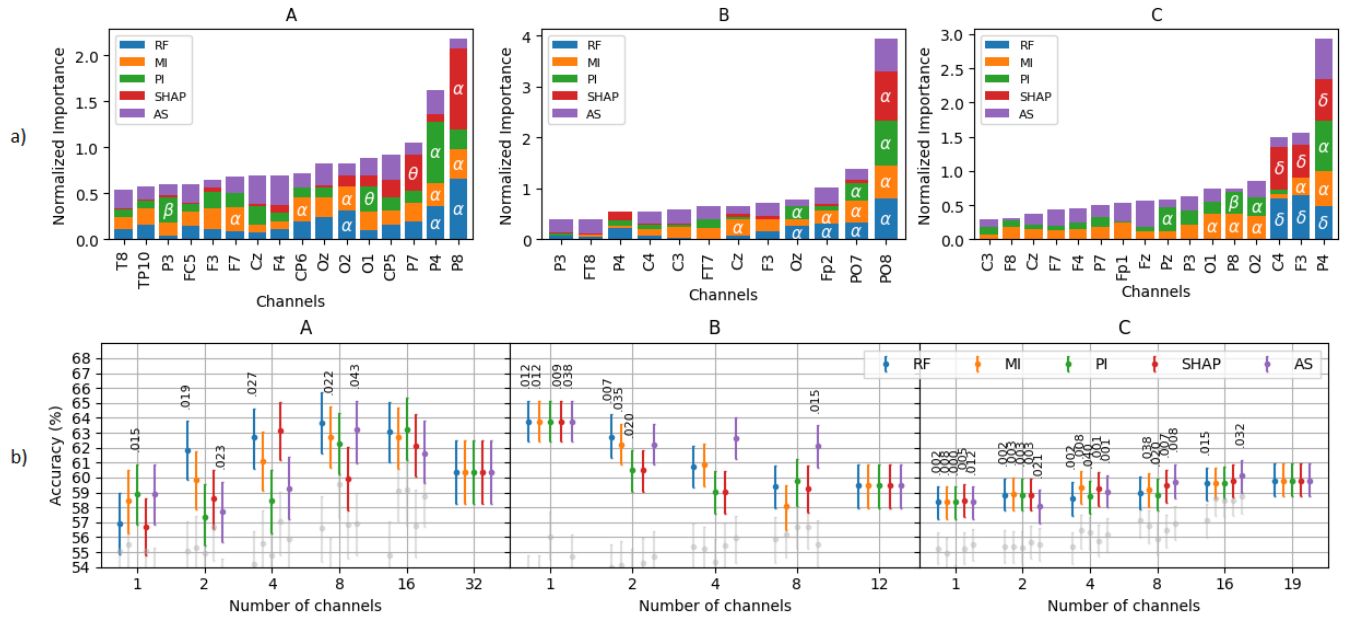 a)
A
Normalized Importance
2.0
1.5
1.0
0.5
0.0
RF
MI
PI
SHAP
AS
β
α
α
θ
θ
α
α
α
α
α
α
T8 TP10 P3 FC5 F3 F7 Cz F4 CP6 Oz O2 O1 CP5 P7 P4 P8
Channels
B
Normalized Importance
4
3
2
1
0
RF
MI
PI
SHAP
AS
α
α
α
α
α
α
α
α
α
α
α
α
P3 FT8 P4 C4 C3 FT7 Cz F3 Oz Fp2 PO7 PO8
Channels
C
Normalized Importance
3.0
2.5
2.0
1.5
1.0
0.5
0.0
RF
MI
PI
SHAP
AS
α
α
β
α
α
α
δ
δ
δ
α
δ
δ
α
α
δ
C3 F8 Cz F7 F4 P7 Fp1 Fz Pz P3 O1 P8 O2 C4 F3 P4
Channels
b)
A
B
C
Accuracy (%)
68
67
66
65
63
62
61
60
59
58
57
56
55
54
.015
.019
.023
.027
.022
.043
1 2 4 8 16 32
Number of channels
.012
.012
.009
.038
.007
.035
.020
.015
1 2 4 8 12
Number of channels
RF MI PI SHAP AS
.002
.005
.012
.002
.003
.003
.003
.021
.002
.008
.040
.001
.001
.038
.020
.007
.008
.015
.032
1 2 4 8 16 19
Number of channels